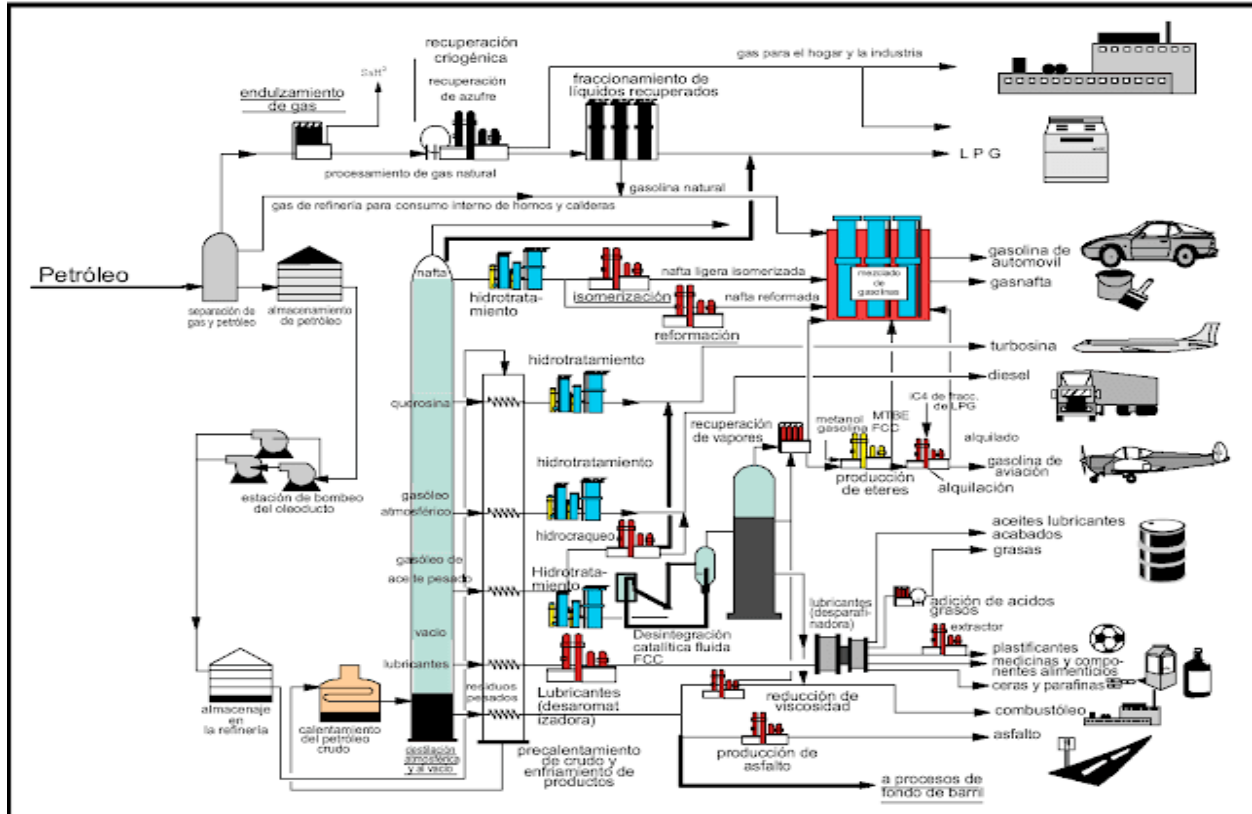 recuperación
criogénica
recuperación
de azufre
SxH²
endulzamiento
de gas
fraccionamiento de
líquidos recuperados
gas para el hogar y la industria
procesamiento de gas natural
L P G
gasolina natural
gas de refinería para consumo interno de hornos y calderas
Petróleo
separación de
gas y petróleo
almacenamiento
de petróleo
nafta
hidrotrata-
miento
isomerización
nafta ligera isomerizada
nafta reformada
reformación
mezclado
de
gasolinas
gasolina de
automovil
gasnafta
turbosina
diesel
hidrotratamiento
querosina
recuperación
de vapores
metanol
gasolina
MTBE
FCC
iC4 de fracc.
de LPG
alquilado
gasolina de
aviación
producción
de eteres
alquilación
estación de bombeo
del oleoducto
hidrotratamiento
gasóleo
atmosférico
hidrocraqueo
gasóleo de
aceite pesado
Hidrotrata-
miento
Desintegración
catalítica fluida
FCC
aceites lubricantes
acabados
grasas
adición de acidos
grasos
lubricantes
(desparafi-
nadora)
extractor
plastificantes
medicinas y compo-
nentes alimenticios
ceras y parafinas
vacio
lubricantes
residuos
pesados
Lubricantes
(desaromat
izadora)
reducción de
viscosidad
combustóleo
asfalto
producción de
asfalto
almacenaje
en
la refinería
calentamiento
del petróleo
crudo
destilación
atmosférica
y al vacio
precalentamiento
de crudo y
enfriamiento de
productos
a procesos de
fondo de barri